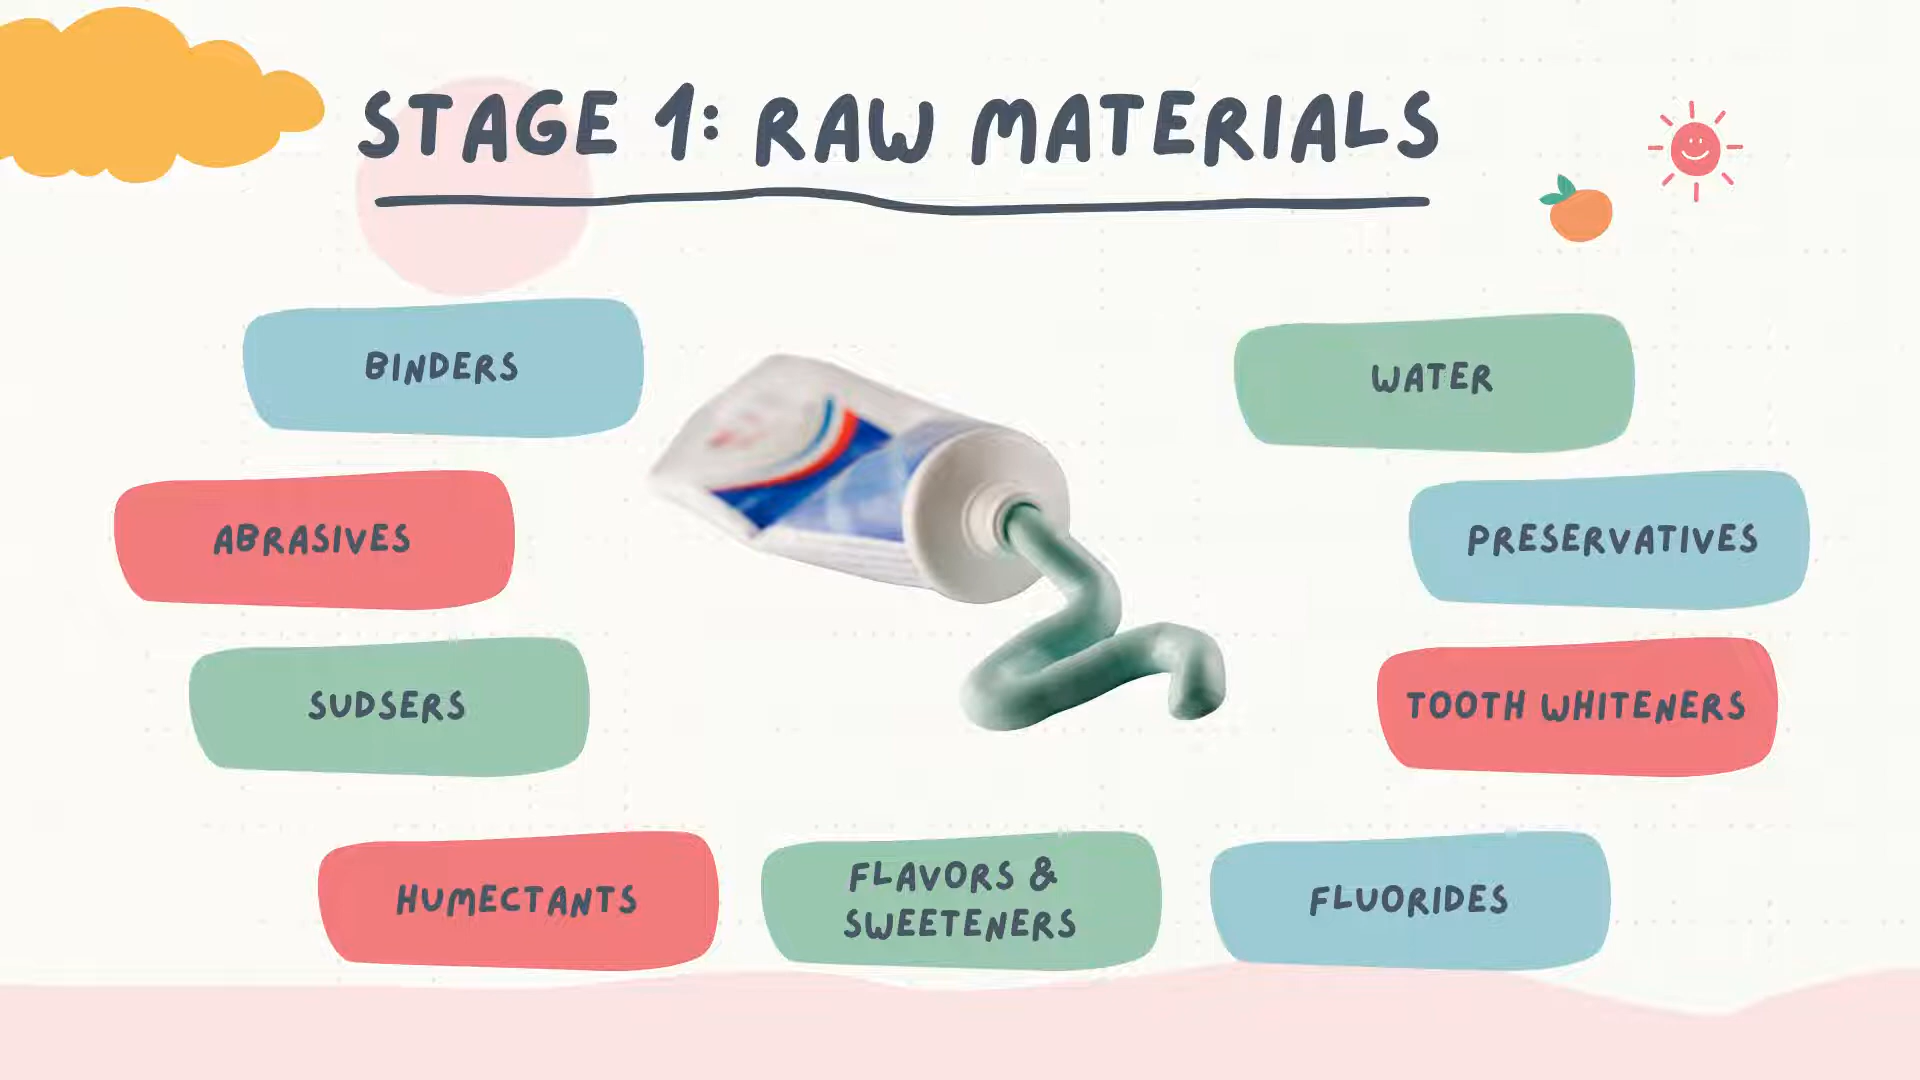 STAGE 1: RAW MATERIALS
BINDERS
WATER
ABRASIVES
PRESERVATIVES
SUDSERS
TOOTH WHITENERS
HUMECTANTS
FLAVORS &
SWEETENERS
FLUORIDES